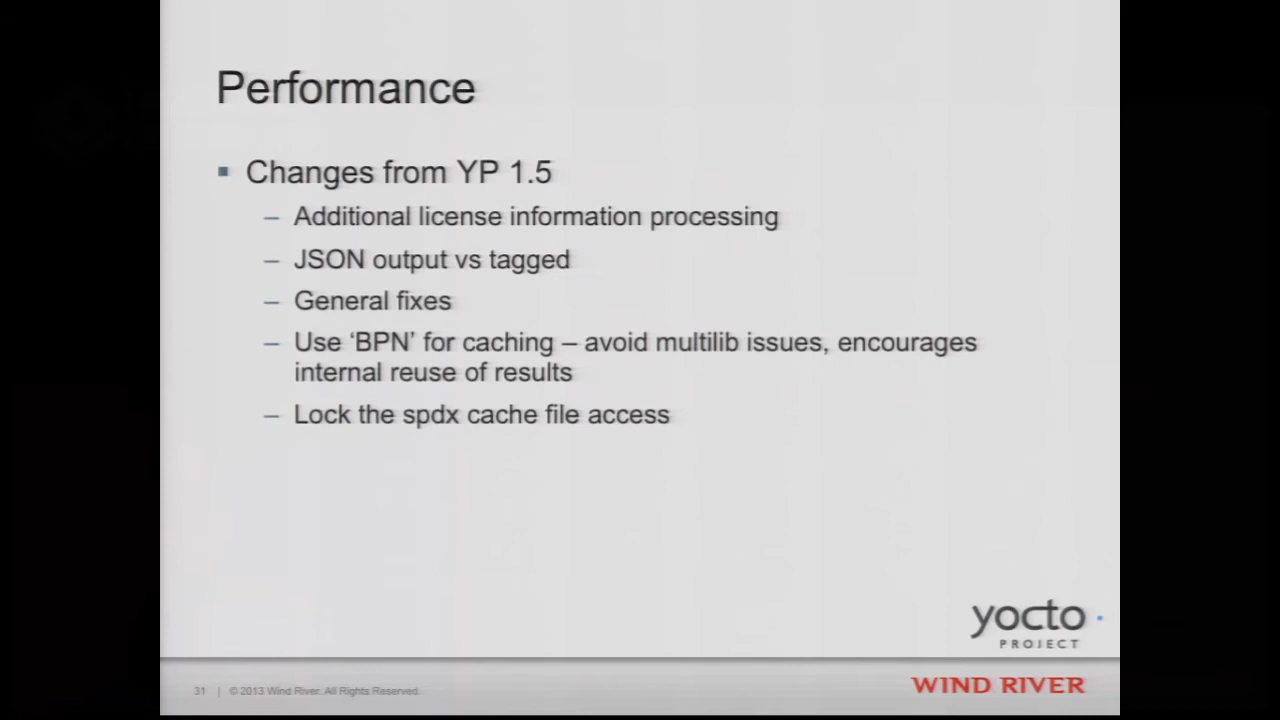 Performance
Changes from YP 1.5
– Additional license information processing
– JSON output vs tagged
– General fixes
– Use ‘BPN’ for caching – avoid multilib issues, encourages
internal reuse of results
– Lock the spdx cache file access
yocto
PROJECT
31 | © 2013 Wind River. All Rights Reserved.
WIND RIVER